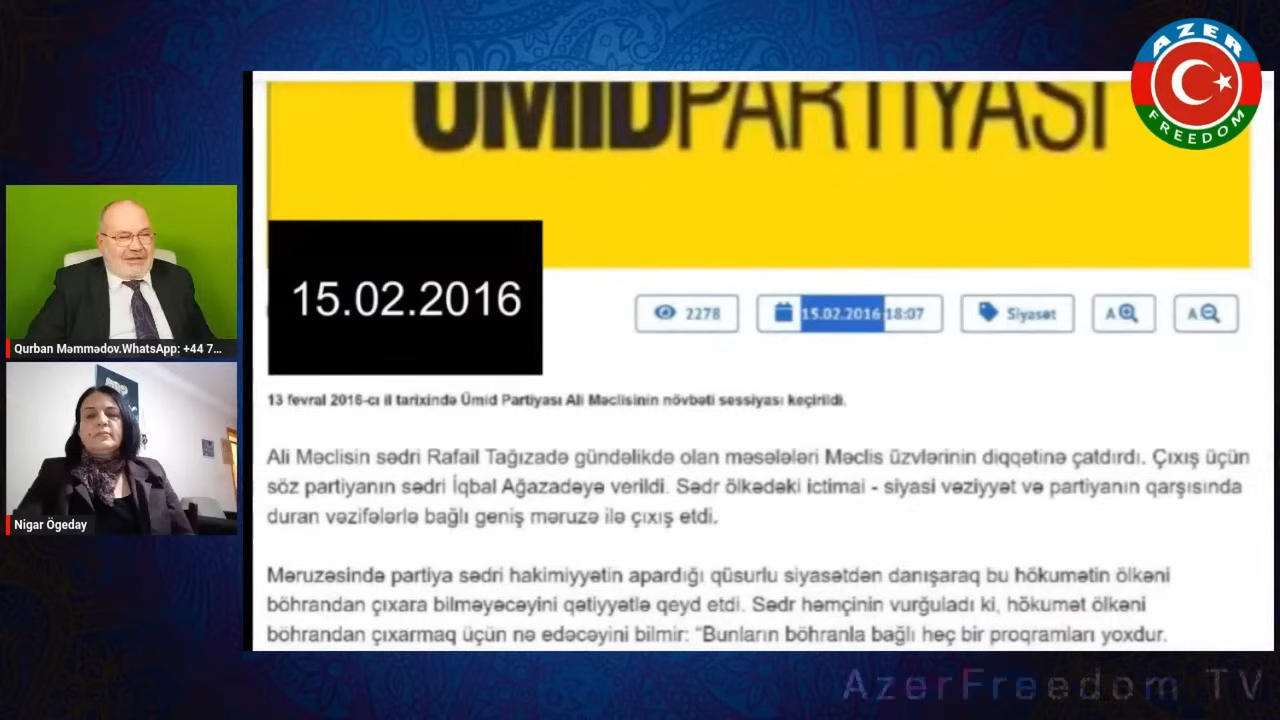 AZER
FREEDOM
ÜMİDPARTİYASI
15.02.2016
2278
15.02.2016 18:07
Siyasət
A
A
13 fevral 2016-cı il tarixində Ümid Partiyası Ali Məclisinin növbəti sessiyası keçirildi.
Ali Məclisin sədri Rafail Tağızadə gündəlikdə olan məsələləri Məclis üzvlərinin diqqətinə çatdırdı. Çıxış üçün
söz partiyanın sədri İqbal Ağazadəyə verildi. Sədr ölkədəki ictimai - siyasi vəziyyət və partiyanın qarşısında
duran vəzifələrlə bağlı geniş məruzə ilə çıxış etdi.
Məruzəsində partiya sədri hakimiyyətin apardığı qüsurlu siyasətdən danışaraq bu hökumətin ölkəni
böhrandan çıxara bilməyəcəyini qətiyyətlə qeyd etdi. Sədr həmçinin vurğuladı ki, hökumət ölkəni
böhrandan çıxarmaq üçün nə edəcəyini bilmir: “Bunların böhranla bağlı heç bir proqramları yoxdur.
Qurban Məmmədov.WhatsApp: +44 7...
Nigar Ögeday
AzerFreedom TV